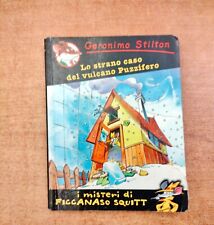 Geronimo Stilton
Lo strano caso
del vulcano Puzzifero
i misteri di
FICCANASO SQUITT